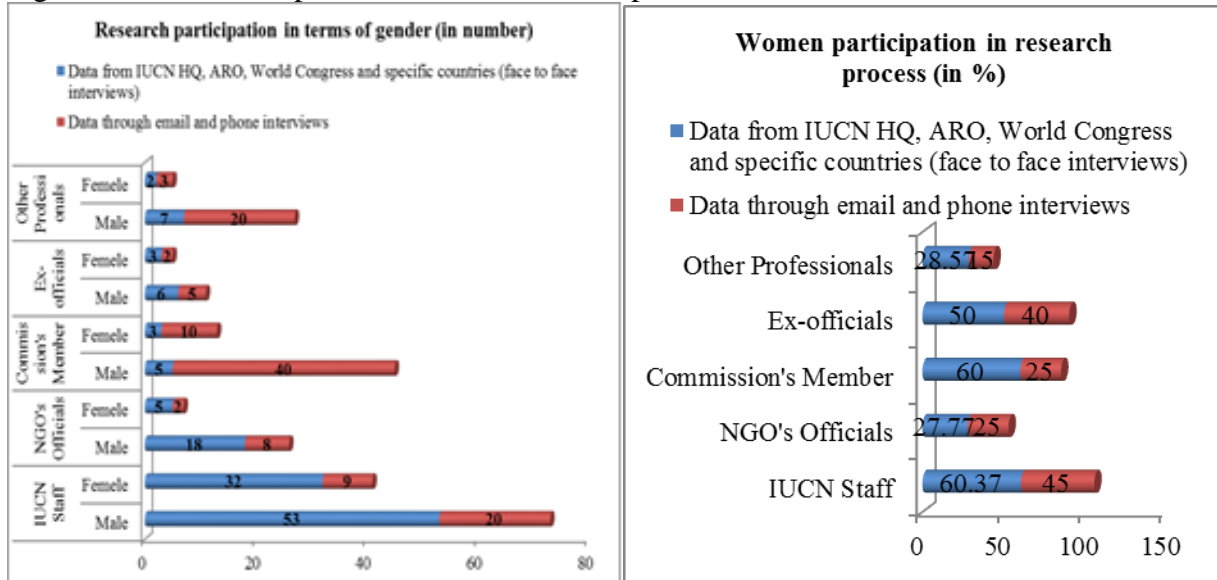 Research participation in terms of gender (in number)
Data from IUCN HQ, ARO, World Congress and specific countries (face to face
interviews)
Data through email and phone interviews
Other
Professi
onals
Femele
2 3
Male
7 20
Ex-
officials
Femele
3 2
Male
6 5
Commis
sion's
Member
Femele
3 10
Male
5 40
NGO's
Officials
Femele
5 2
Male
18 8
IUCN
Staff
Femele
32 9
Male
53 20
0 20 40 60 80
Women participation in research
process (in %)
Data from IUCN HQ, ARO, World Congress
and specific countries (face to face interviews)
Data through email and phone interviews
Other Professionals 28.57 15
Ex-officials 50 40
Commission's Member 60 25
NGO's Officials 27.77 25
IUCN Staff 60.37 45
0 50 100 150